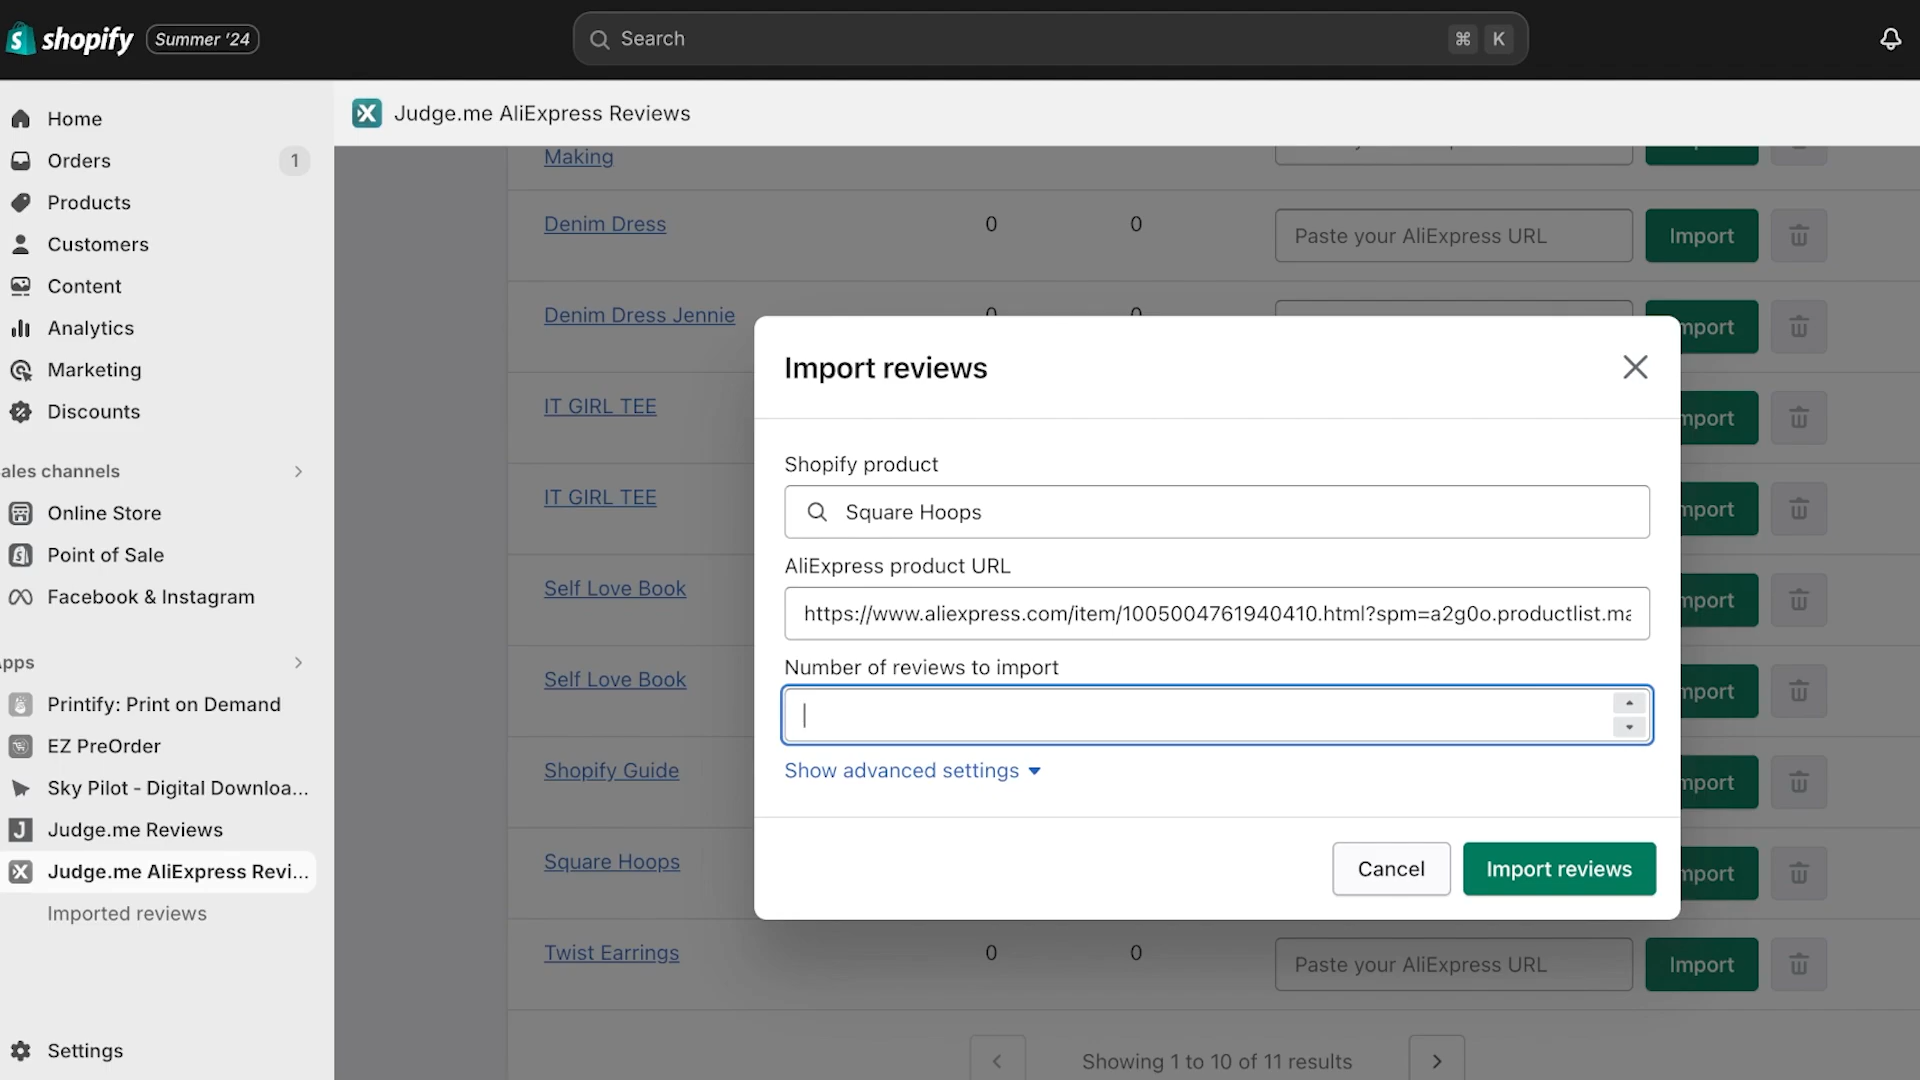 shopify
Summer '24
Search
⌘ K
Home
Orders
1
Products
Customers
Content
Analytics
Marketing
Discounts
ales channels
Online Store
Point of Sale
Facebook & Instagram
pps
Printify: Print on Demand
EZ PreOrder
Sky Pilot - Digital Downloa...
Judge.me Reviews
Judge.me AliExpress Revi...
Imported reviews
Settings
Judge.me AliExpress Reviews
Making
Denim Dress 0 0 Paste your AliExpress URL Import
Denim Dress Jennie 0 0 mport
IT GIRL TEE mport
IT GIRL TEE mport
Self Love Book mport
Self Love Book mport
Shopify Guide mport
Square Hoops mport
Twist Earrings 0 0 Paste your AliExpress URL Import
Showing 1 to 10 of 11 results
Import reviews
Shopify product
Square Hoops
AliExpress product URL
https://www.aliexpress.com/item/1005004761940410.html?spm=a2g0o.productlist.ma
Number of reviews to import
Show advanced settings
Cancel
Import reviews